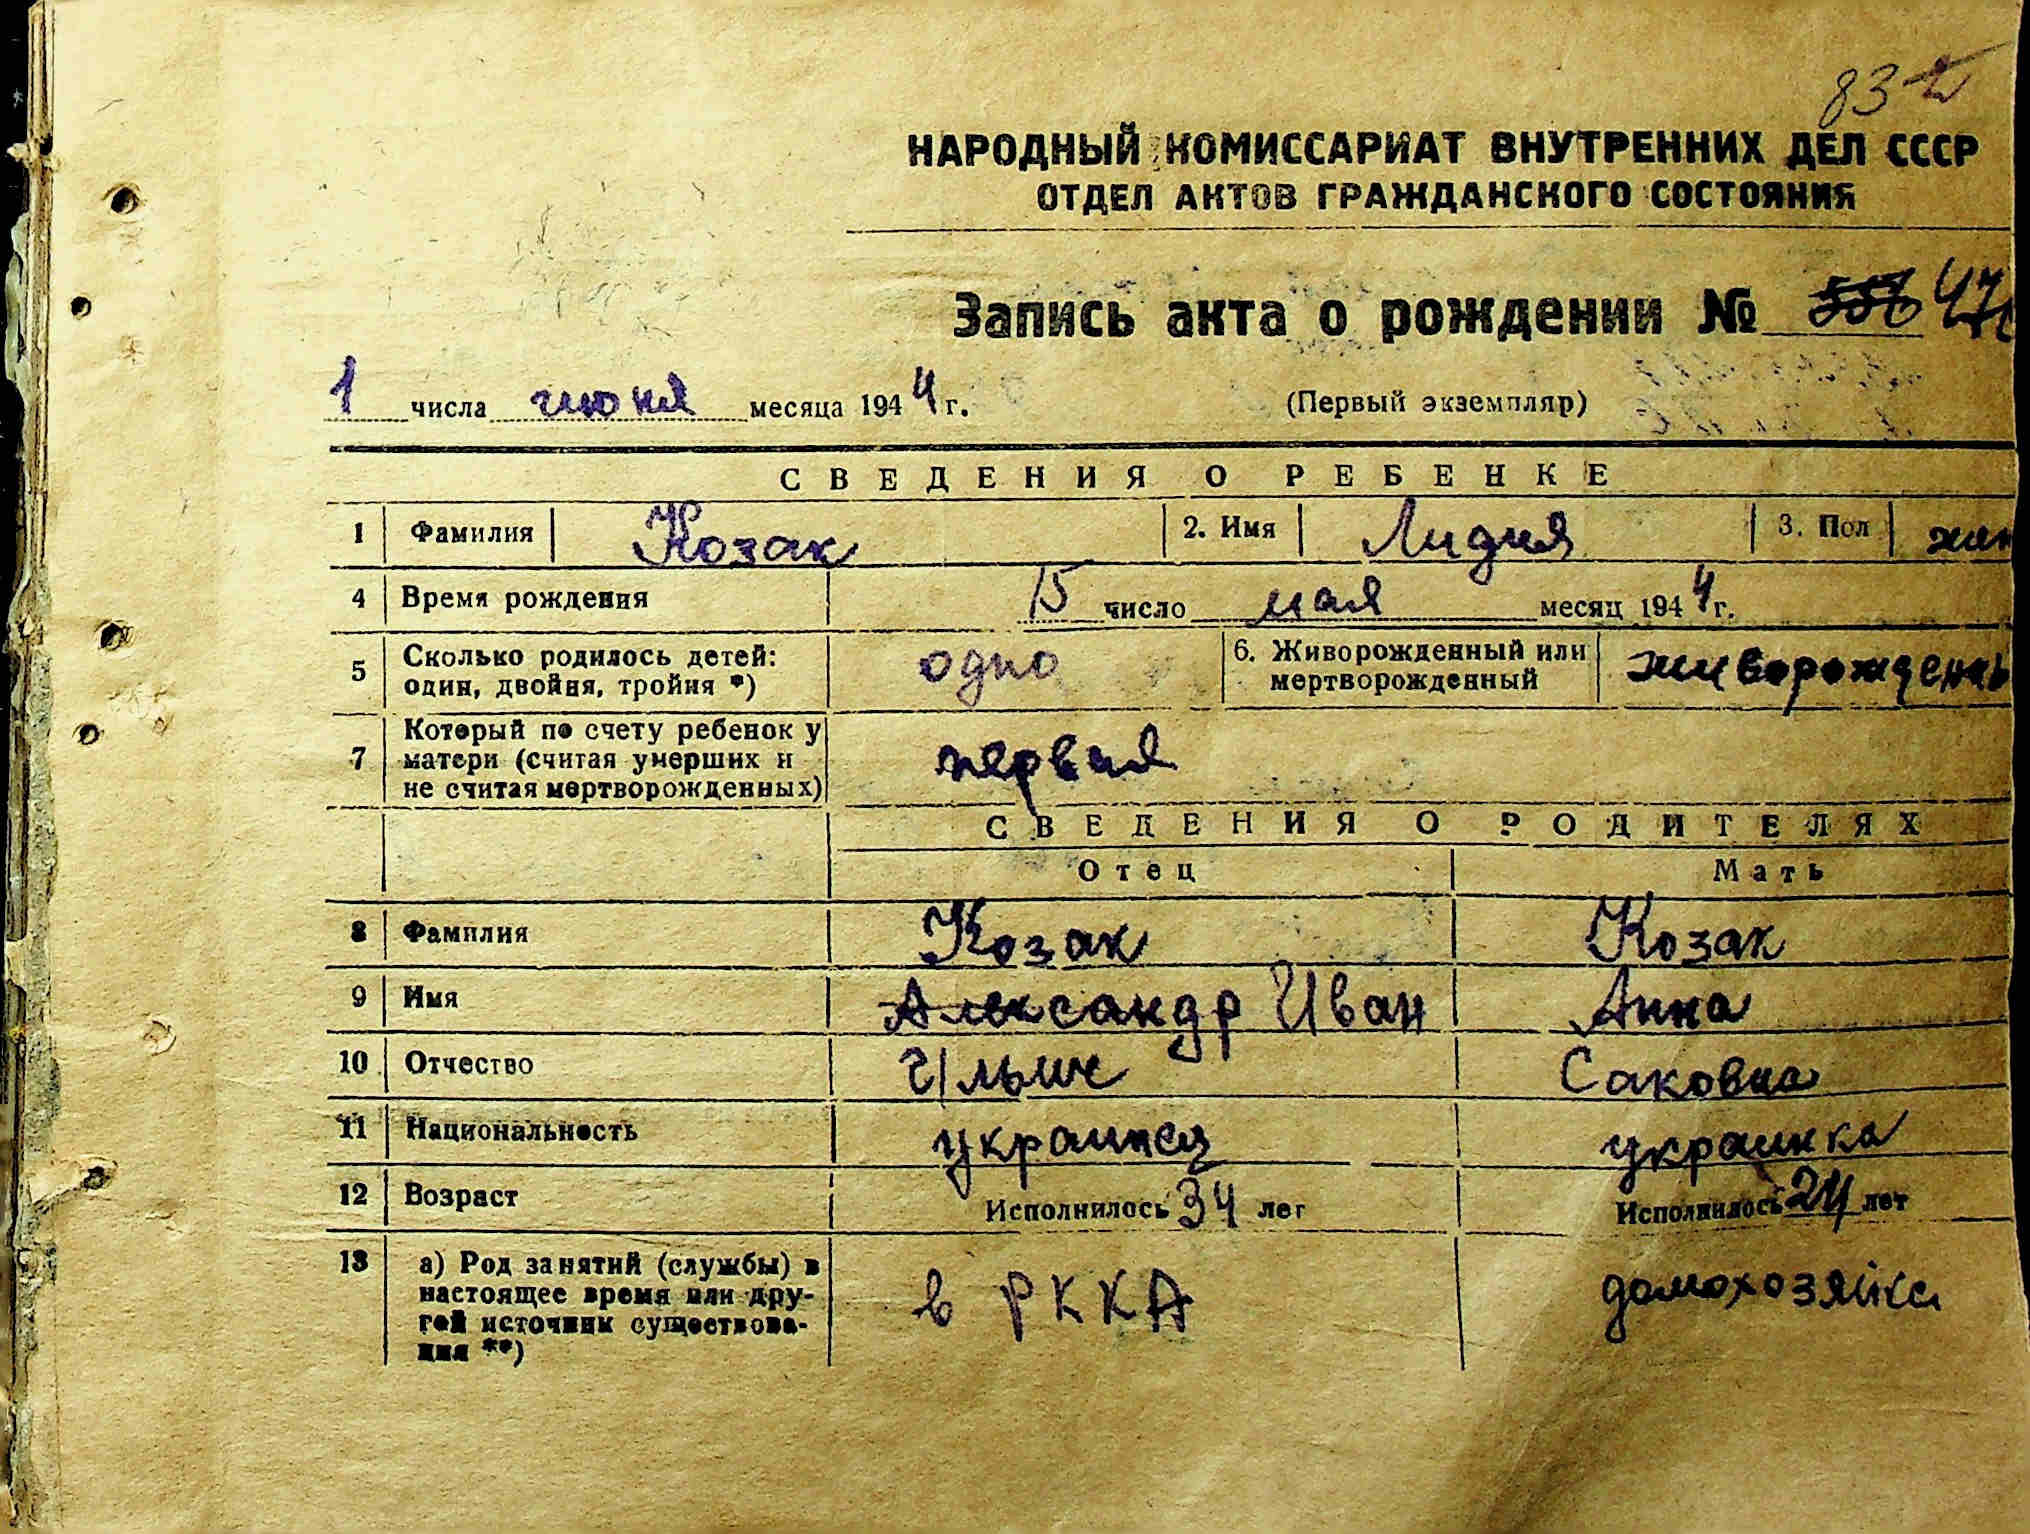 83
НАРОДНЫЙ КОМИССАРИАТ ВНУТРЕННИХ ДЕЛ СССР
ОТДЕЛ АКТОВ ГРАЖДАНСКОГО СОСТОЯНИЯ
Запись акта о рождении № 556 47
1 числа июня месяца 1944 г. (Первый экземпляр)
СВЕДЕНИЯ О РЕБЕНКЕ
1 Фамилия Козак 2. Имя Лидия 3. Пол жен
4 Время рождения 15 число мая месяц 1944 г.
5 Сколько родилось детей: один, двойня, тройня *) одно 6. Живорожденный или мертворожденный живорожденн
7 Который по счету ребенок у матери (считая умерших и не считая мертворожденных) первая
СВЕДЕНИЯ О РОДИТЕЛЯХ
Отец Мать
8 Фамилия Козак Козак
9 Имя Александр Иван Анна
10 Отчество Ильич Саковна
11 Национальность украинец украинка
12 Возраст Исполнилось 34 лет Исполнилось 24 лет
13 а) Род занятий (службы) в настоящее время или другой источник существования **) в РККА домохозяйка